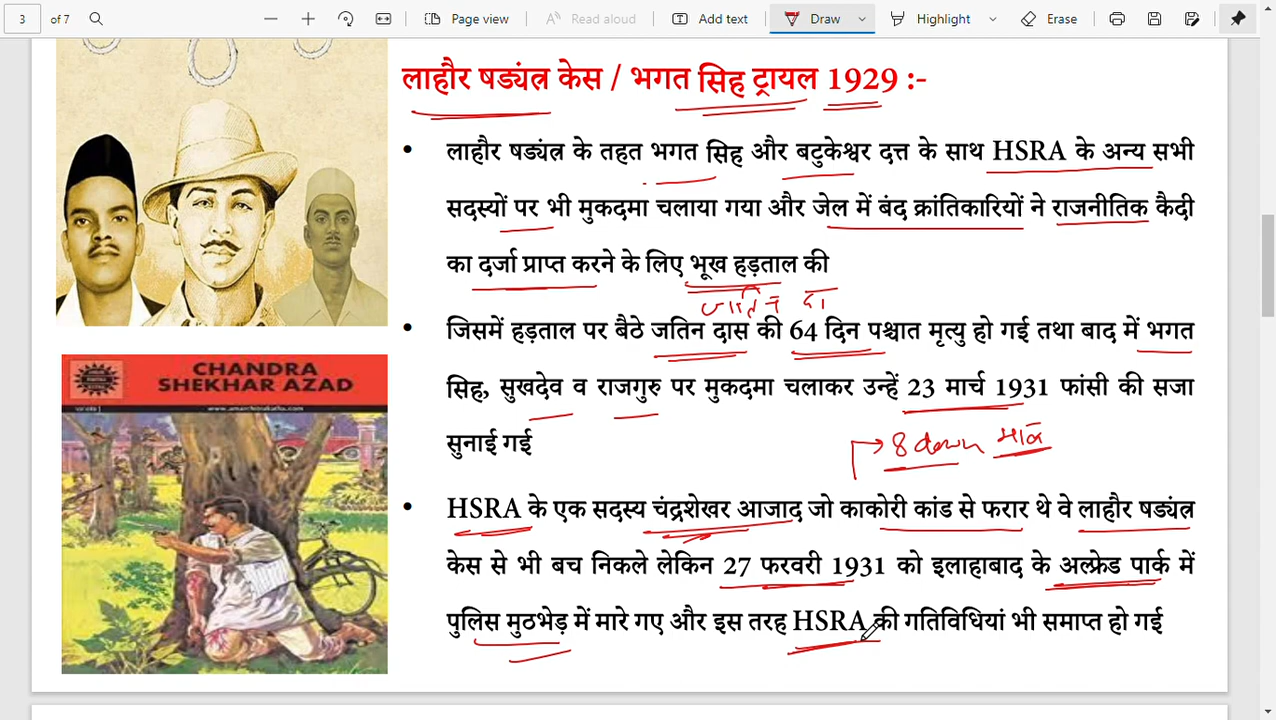 3 of 7 Page view Read aloud Add text Draw Highlight Erase
लाहौर षड्यंत्र केस / भगत सिंह ट्रायल 1929 :-
• लाहौर षड्यंत्र के तहत भगत सिंह और बटुकेश्वर दत्त के साथ HSRA के अन्य सभी
सदस्यों पर भी मुकदमा चलाया गया और जेल में बंद क्रांतिकारियों ने राजनीतिक कैदी
का दर्जा प्राप्त करने के लिए भूख हड़ताल की
• जिसमें हड़ताल पर बैठे जतिन दास की 64 दिन पश्चात मृत्यु हो गई तथा बाद में भगत
सिंह, सुखदेव व राजगुरु पर मुकदमा चलाकर उन्हें 23 मार्च 1931 फांसी की सजा
सुनाई गई
8 down
• HSRA के एक सदस्य चंद्रशेखर आजाद जो काकोरी कांड से फरार थे वे लाहौर षड्यंत्र
केस से भी बच निकले लेकिन 27 फरवरी 1931 को इलाहाबाद के अल्फ्रेड पार्क में
पुलिस मुठभेड़ में मारे गए और इस तरह HSRA की गतिविधियां भी समाप्त हो गई
CHANDRA
SHEKHAR AZAD